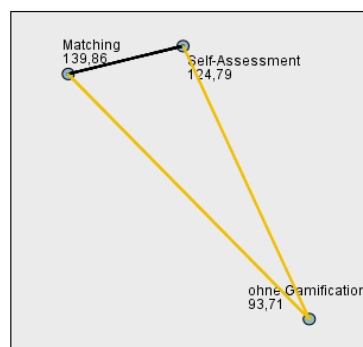 Matching
139,86
Self-Assessment
124,79
ohne Gamification
93,71